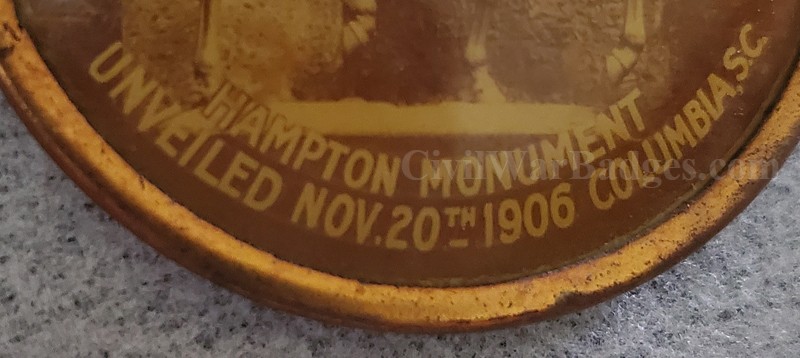 HAMPTON MONUMENT
UNVEILED NOV. 20TH 1906 COLUMBIA, S.C.
CivilWarBadges.com